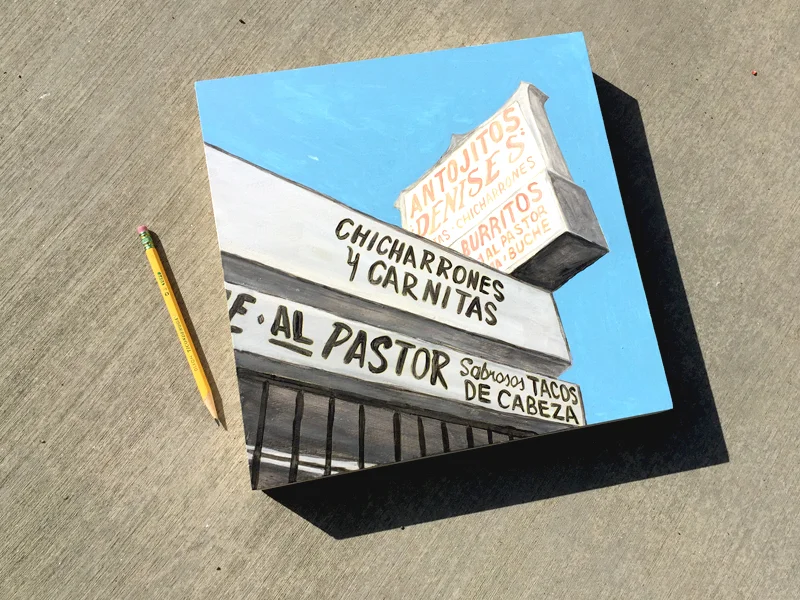 ANTOJITOS
DENISE'S
CHICHARRONES
BURRITOS
AL PASTOR
BUCHE
CHICHARRONES
Y CARNITAS
AL PASTOR
Sabrosos TACOS
DE CABEZA